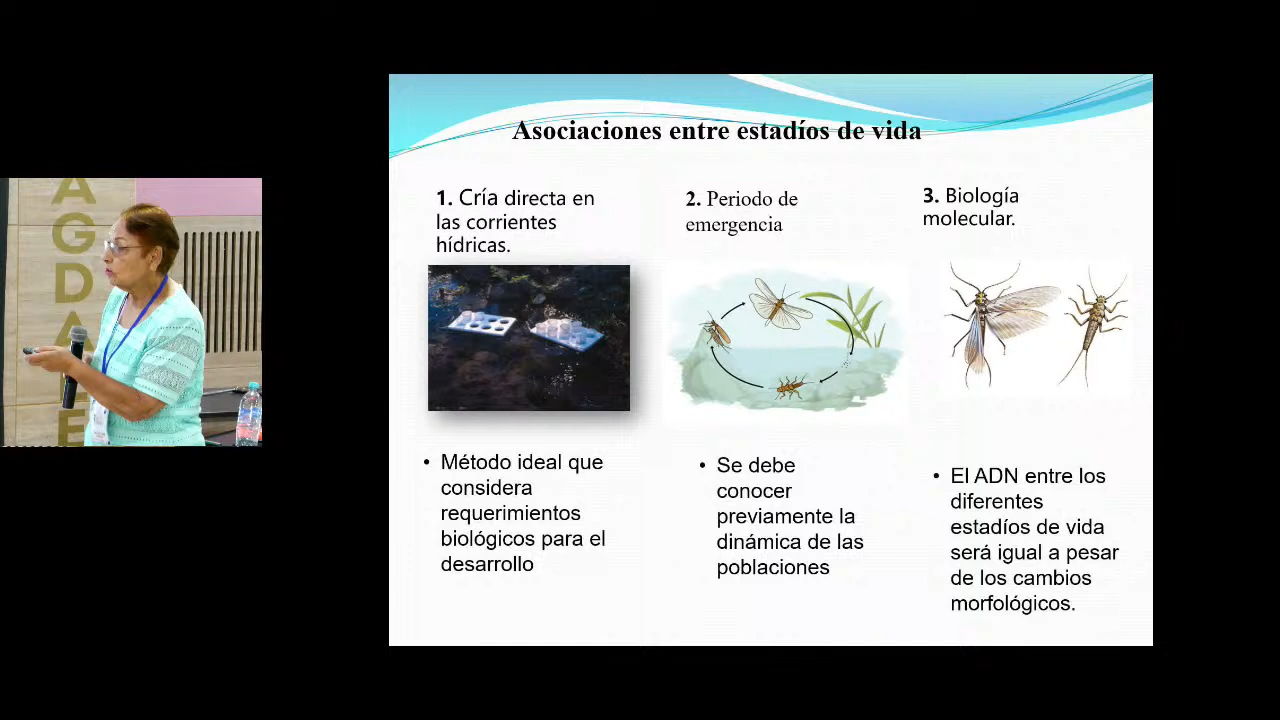 AGDALE
Asociaciones entre estadíos de vida
1. Cría directa en
las corrientes
hídricas.
2. Periodo de
emergencia
3. Biología
molecular.
• Método ideal que
considera
requerimientos
biológicos para el
desarrollo
• Se debe
conocer
previamente la
dinámica de las
poblaciones
• El ADN entre los
diferentes
estadíos de vida
será igual a pesar
de los cambios
morfológicos.